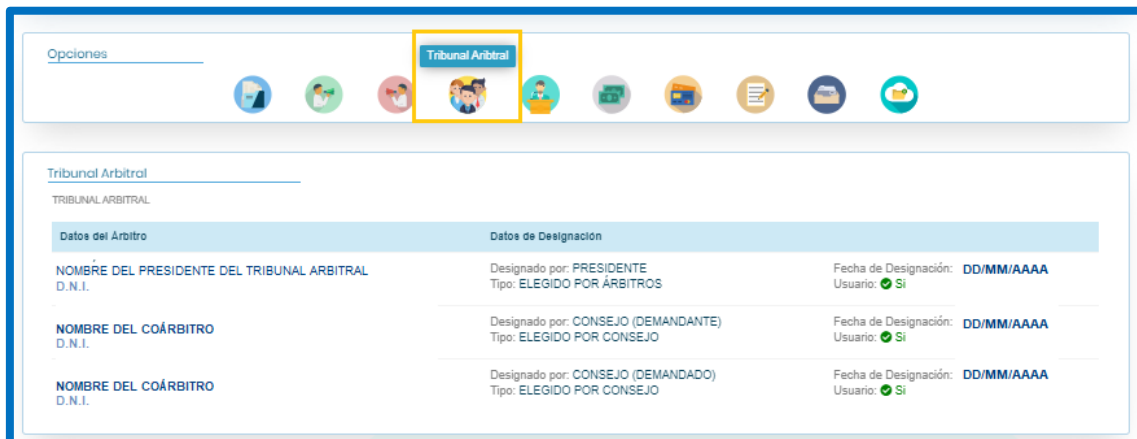 Opciones
Tribunal Aribtral
Tribunal Arbitral
TRIBUNAL ARBITRAL
Datos del Árbitro Datos de Designación
NOMBRE DEL PRESIDENTE DEL TRIBUNAL ARBITRAL Designado por: PRESIDENTE Fecha de Designación: DD/MM/AAAA
D.N.I. Tipo: ELEGIDO POR ÁRBITROS Usuario: Si
NOMBRE DEL COÁRBITRO Designado por: CONSEJO (DEMANDANTE) Fecha de Designación: DD/MM/AAAA
D.N.I. Tipo: ELEGIDO POR CONSEJO Usuario: Si
NOMBRE DEL COÁRBITRO Designado por: CONSEJO (DEMANDADO) Fecha de Designación: DD/MM/AAAA
D.N.I. Tipo: ELEGIDO POR CONSEJO Usuario: Si